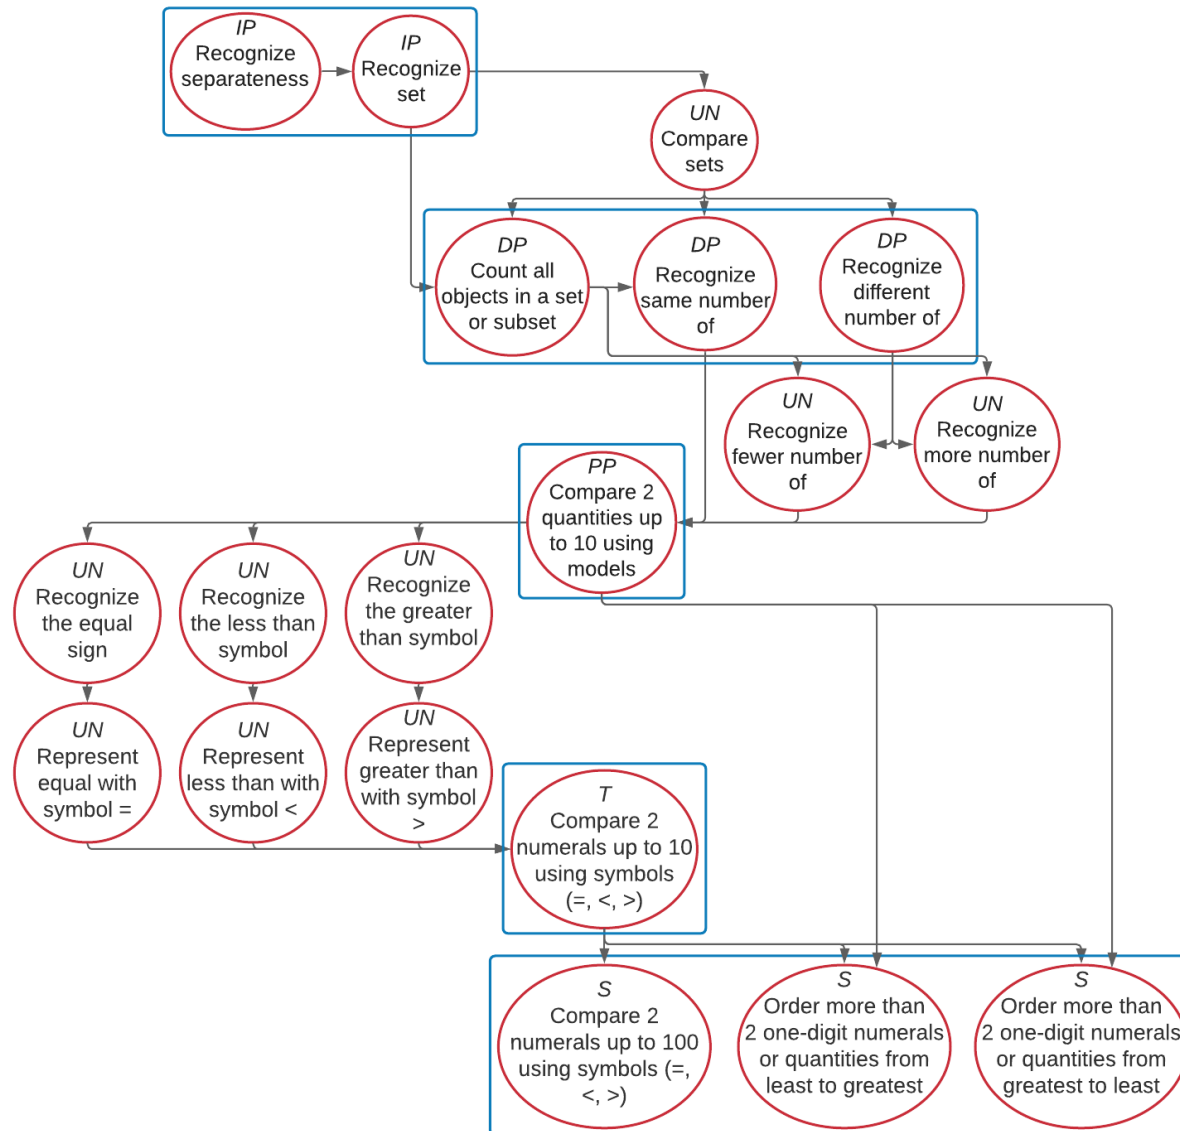 IP
Recognize
separateness
IP
Recognize
set
UN
Compare
sets
DP
Count all
objects in a set
or subset
DP
Recognize
same number
of
DP
Recognize
different
number of
UN
Recognize
fewer number
of
UN
Recognize
more number
of
PP
Compare 2
quantities up
to 10 using
models
UN
Recognize
the equal
sign
UN
Recognize
the less than
symbol
UN
Recognize
the greater
than symbol
UN
Represent
equal with
symbol =
UN
Represent
less than with
symbol <
UN
Represent
greater than
with symbol
>
T
Compare 2
numerals up to 10
using symbols
(=, <, >)
S
Compare 2
numerals up to 100
using symbols (=,
<, >)
S
Order more than
2 one-digit numerals
or quantities from
least to greatest
S
Order more than
2 one-digit numerals
or quantities from
greatest to least